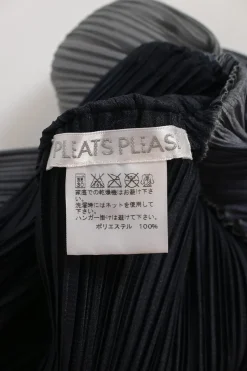 PLEATS PLEAS
家庭での乾燥機はお避け下さい。
洗濯時にはネットを使用して下さい。
ハンガー掛けは避けて下さい。
ポリエステル 100%